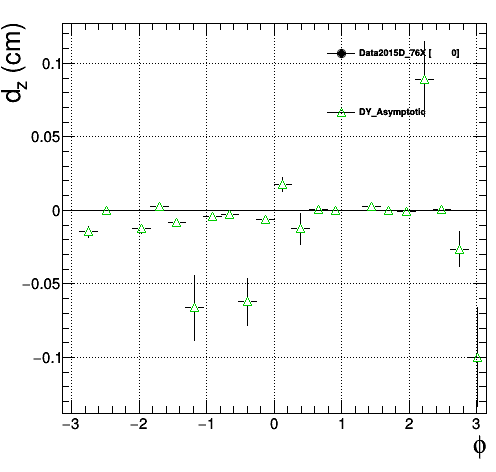 d_z (cm)
Data2015D_76X [ 0]
DY_Asymptotic
0.1
0.05
0
−0.05
−0.1
−3 −2 −1 0 1 2 3
ϕ